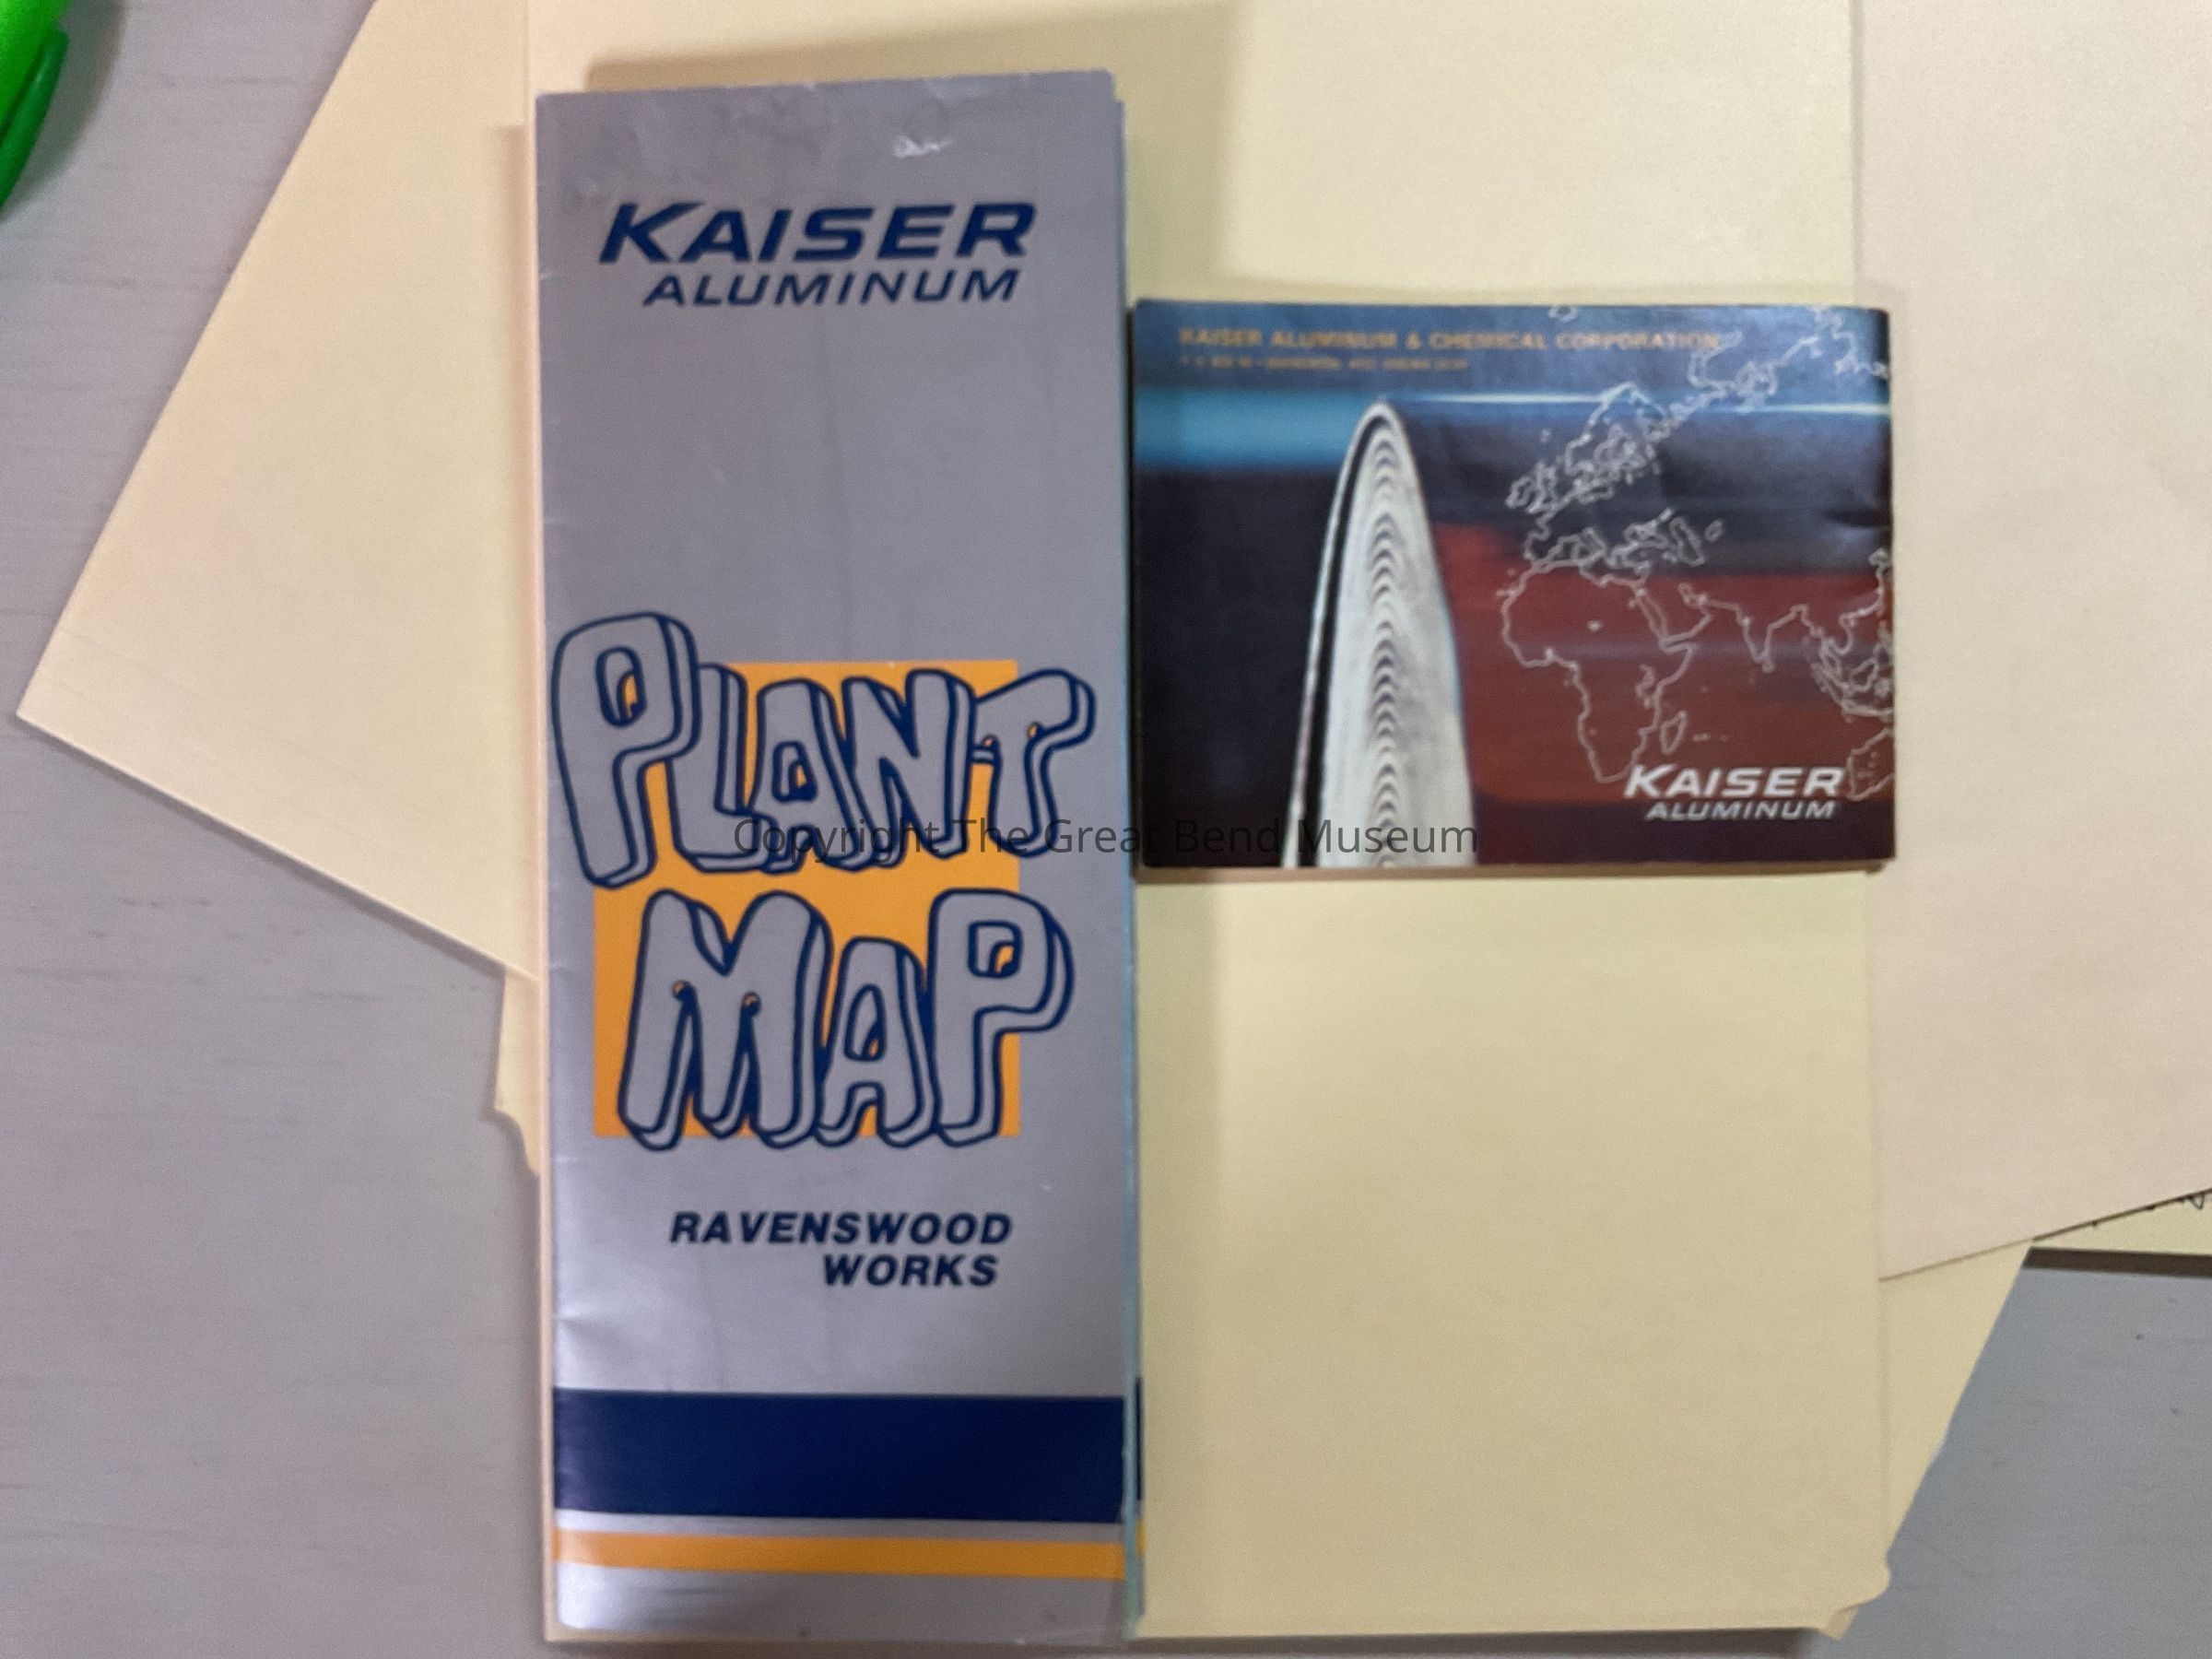 KAISER
ALUMINUM
PLANT
MAP
RAVENSWOOD
WORKS
KAISER ALUMINUM & CHEMICAL CORPORATION
KAISER
ALUMINUM
Copyright The Great Bend Museum